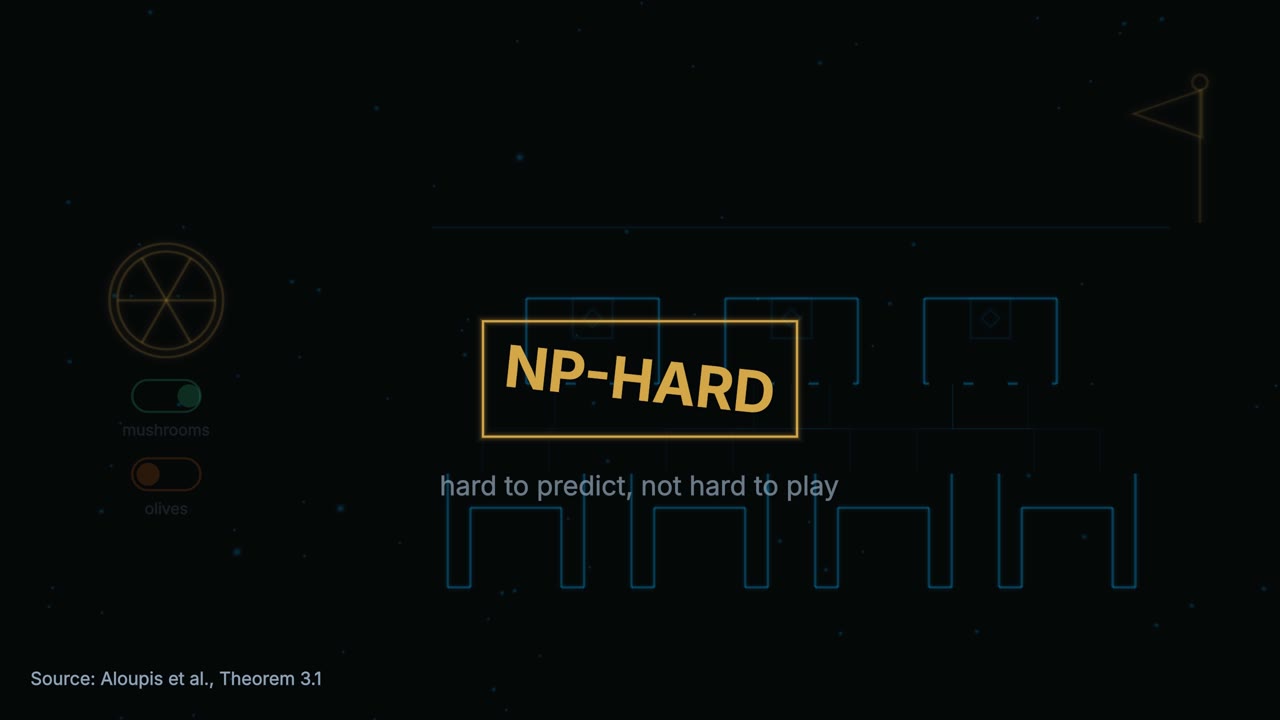 NP-HARD
mushrooms
hard to predict, not hard to play
olives
Source: Aloupis et al., Theorem 3.1